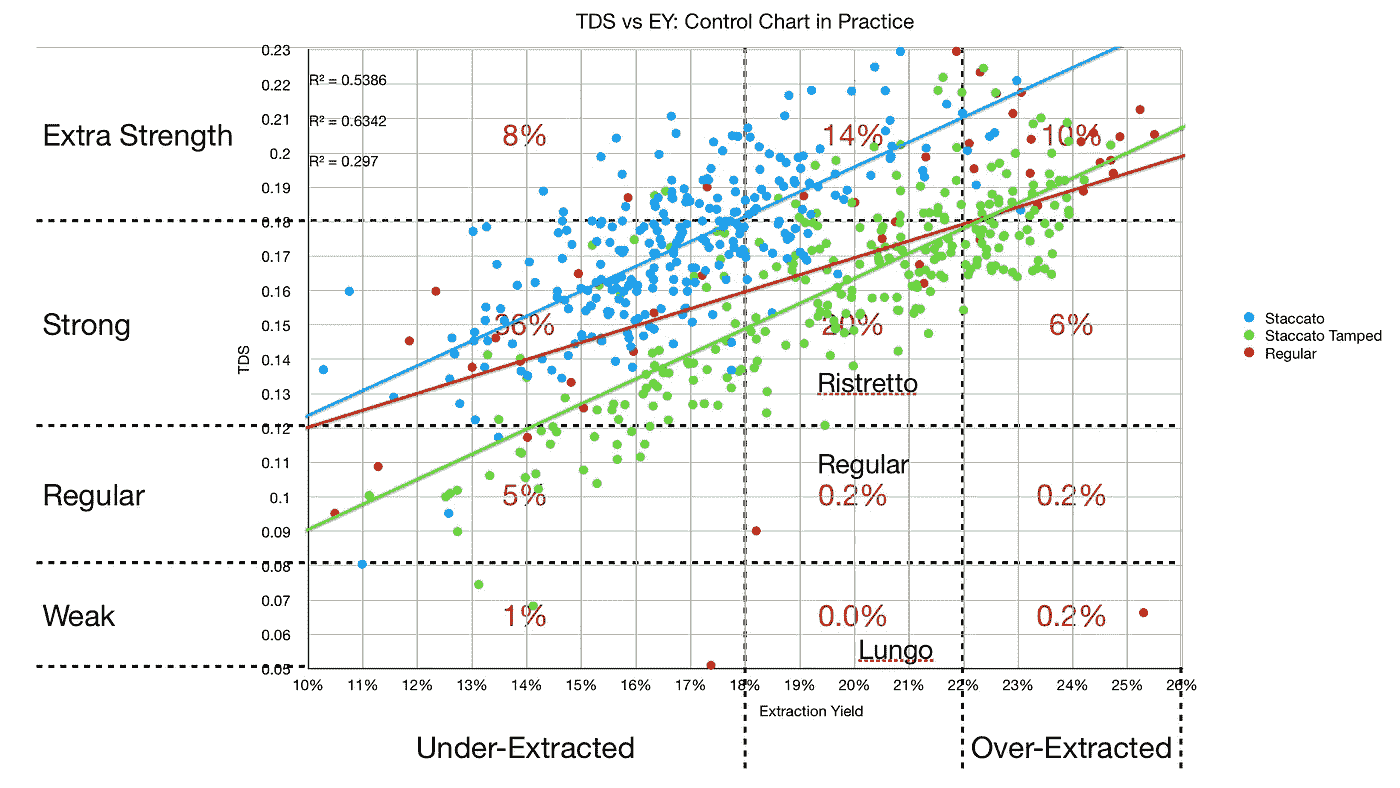 TDS vs EY: Control Chart in Practice
0.23
R² = 0.5386
0.22
R² = 0.6342
0.21
Extra Strength
8%
14%
10%
R² = 0.297
0.2
0.19
0.18
0.17
0.16
Strong
36%
20%
6%
0.15
TDS
0.14
Ristretto
0.13
0.12
0.11
Regular
Regular
5%
0.2%
0.2%
0.1
0.09
0.08
0.07
Weak
1%
0.0%
0.2%
0.06
Lungo
0.05
10% 11% 12% 13% 14% 15% 16% 17% 18% 19% 20% 21% 22% 23% 24% 25% 26%
Extraction Yield
Under-Extracted
Over-Extracted
Staccato
Staccato Tamped
Regular